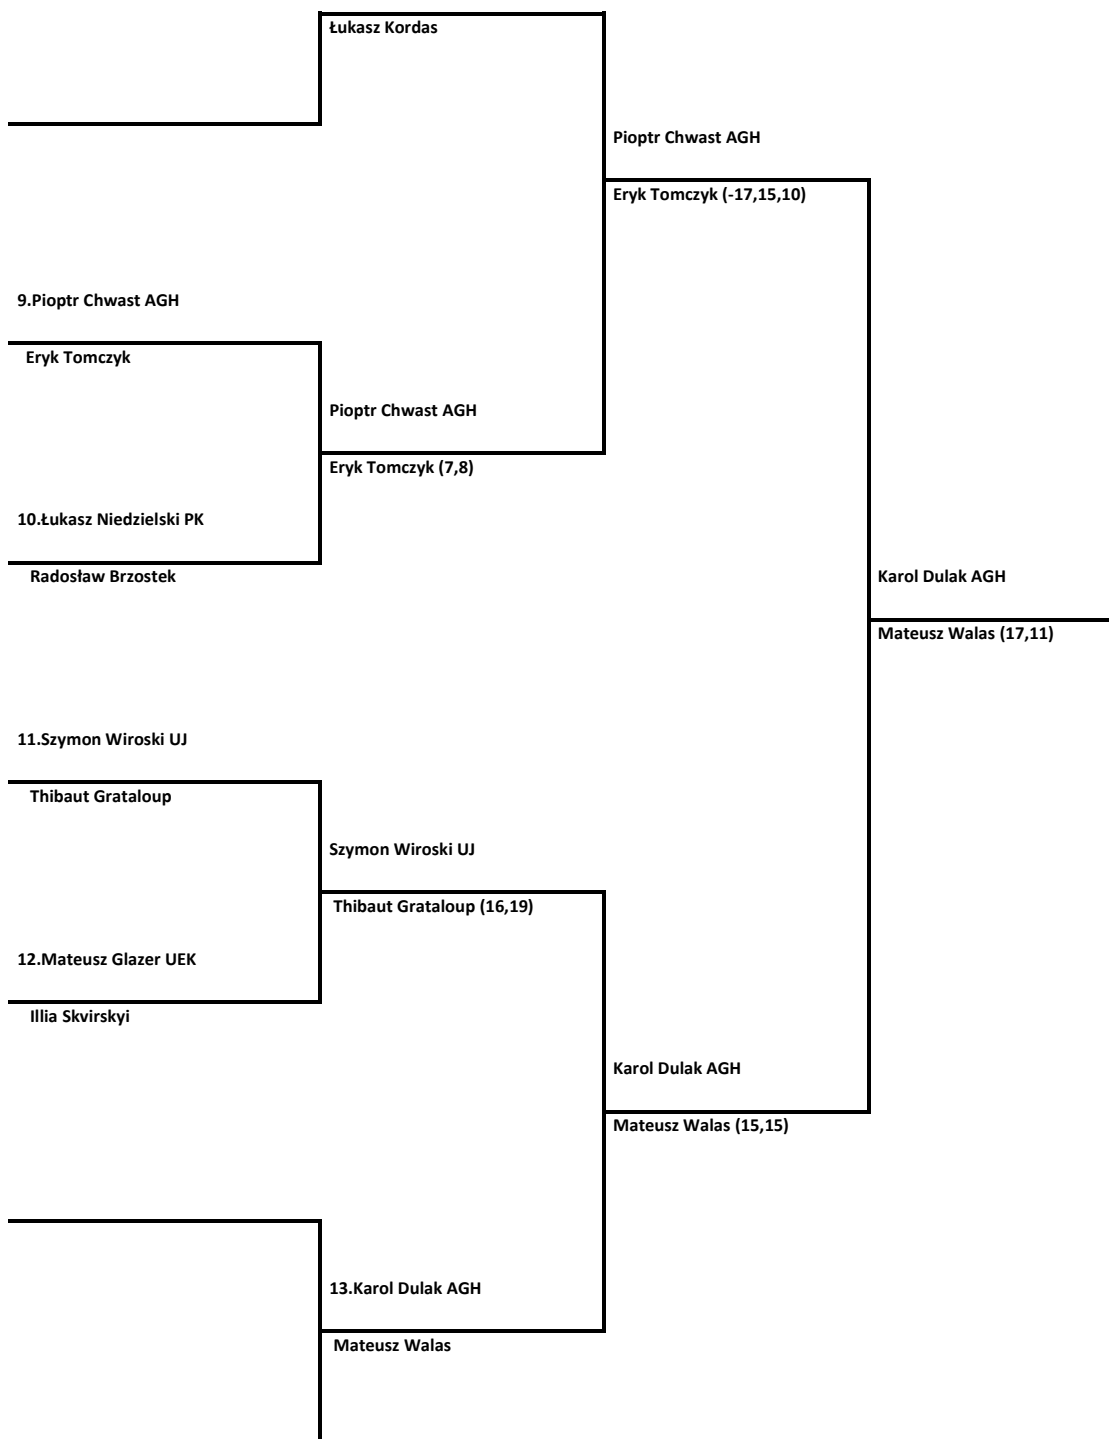 Łukasz Kordas
Pioptr Chwast AGH
Eryk Tomczyk (-17,15,10)
9.Pioptr Chwast AGH
Eryk Tomczyk
Pioptr Chwast AGH
Eryk Tomczyk (7,8)
10.Łukasz Niedzielski PK
Radosław Brzostek
Karol Dulak AGH
Mateusz Walas (17,11)
11.Szymon Wiroski UJ
Thibaut Grataloup
Szymon Wiroski UJ
Thibaut Grataloup (16,19)
12.Mateusz Glazer UEK
Illia Skvirskyi
Karol Dulak AGH
Mateusz Walas (15,15)
13.Karol Dulak AGH
Mateusz Walas